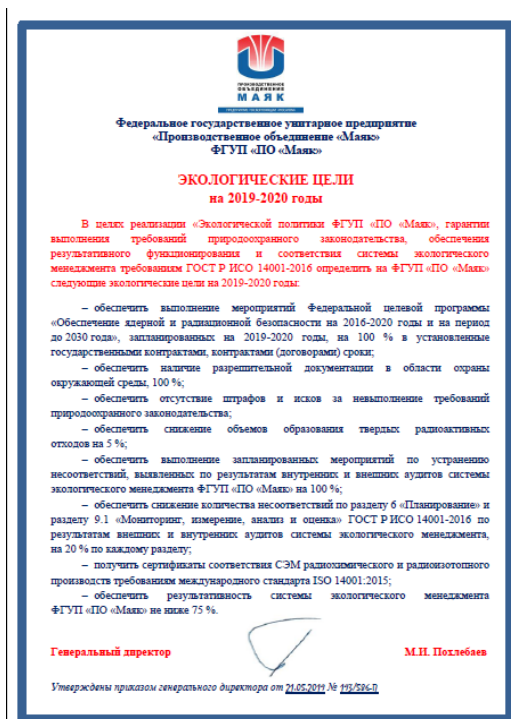 ПРОИЗВОДСТВЕННОЕ
ОБЪЕДИНЕНИЕ
МАЯК
Федеральное государственное унитарное предприятие
«Производственное объединение «Маяк»
ФГУП «ПО «Маяк»
ЭКОЛОГИЧЕСКИЕ ЦЕЛИ
на 2019-2020 годы
В целях реализации «Экологической политики ФГУП «ПО «Маяк», гарантии
выполнения требований природоохранного законодательства, обеспечения
результативного функционирования и соответствия системы экологического
менеджмента требованиям ГОСТ Р ИСО 14001-2016 определить на ФГУП «ПО «Маяк»
следующие экологические цели на 2019-2020 годы:
– обеспечить выполнение мероприятий Федеральной целевой программы
«Обеспечение ядерной и радиационной безопасности на 2016-2020 годы и на период
до 2030 года», запланированных на 2019-2020 годы, на 100 % в установленные
государственными контрактами, контрактами (договорами) сроки;
– обеспечить наличие разрешительной документации в области охраны
окружающей среды, 100 %;
– обеспечить отсутствие штрафов и исков за невыполнение требований
природоохранного законодательства;
– обеспечить снижение объемов образования твердых радиоактивных
отходов на 5 %;
– обеспечить выполнение запланированных мероприятий по устранению
несоответствий, выявленных по результатам внутренних и внешних аудитов системы
экологического менеджмента ФГУП «ПО «Маяк» на 100 %;
– обеспечить снижение количества несоответствий по разделу 6 «Планирование» и
разделу 9.1 «Мониторинг, измерение, анализ и оценка» ГОСТ Р ИСО 14001-2016 по
результатам внешних и внутренних аудитов системы экологического менеджмента,
на 20 % по каждому разделу;
– получить сертификаты соответствия СЭМ радиохимического и радиоизотопного
производств требованиям международного стандарта ISO 14001:2015;
– обеспечить результативность системы экологического менеджмента
ФГУП «ПО «Маяк» не ниже 75 %.
Генеральный директор М.И. Похлебаев
Утверждены приказом генерального директора от 21.05.2019 № 193/586-П